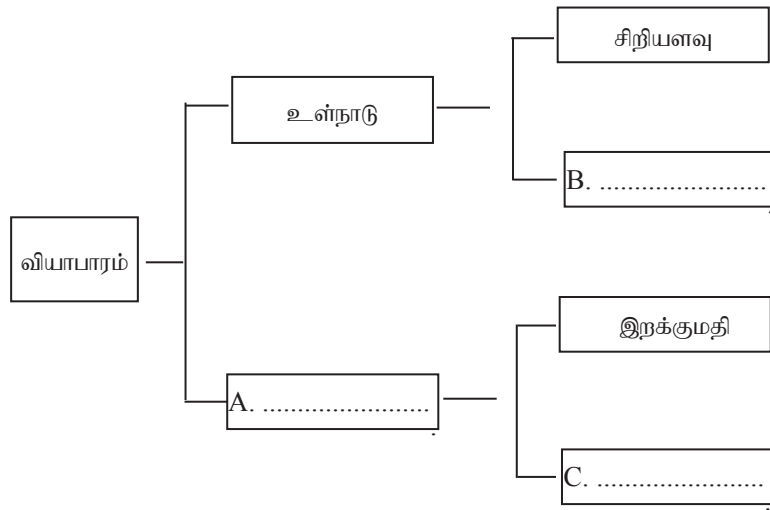 சிறியளவு
உள்நாடு
B. ........................
வியாபாரம்
இறக்குமதி
A. ........................
C. ........................